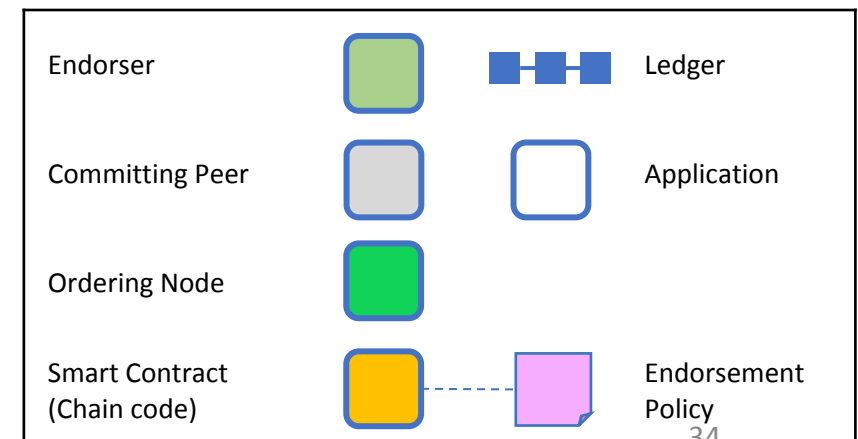 Endorser
Ledger
Committing Peer
Application
Ordering Node
Smart Contract
(Chain code)
Endorsement
Policy
34